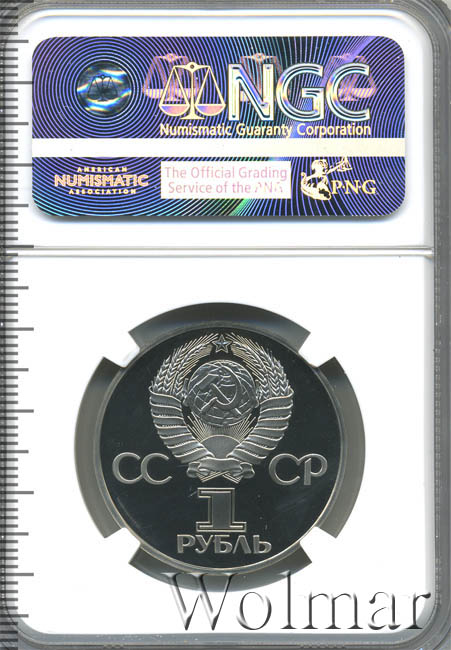 NGC
Numismatic Guaranty Corporation
AMERICAN
NUMISMATIC
ASSOCIATION
The Official Grading
Service of the PNG
PNG
СС СР
1
РУБЛЬ
Wolmar